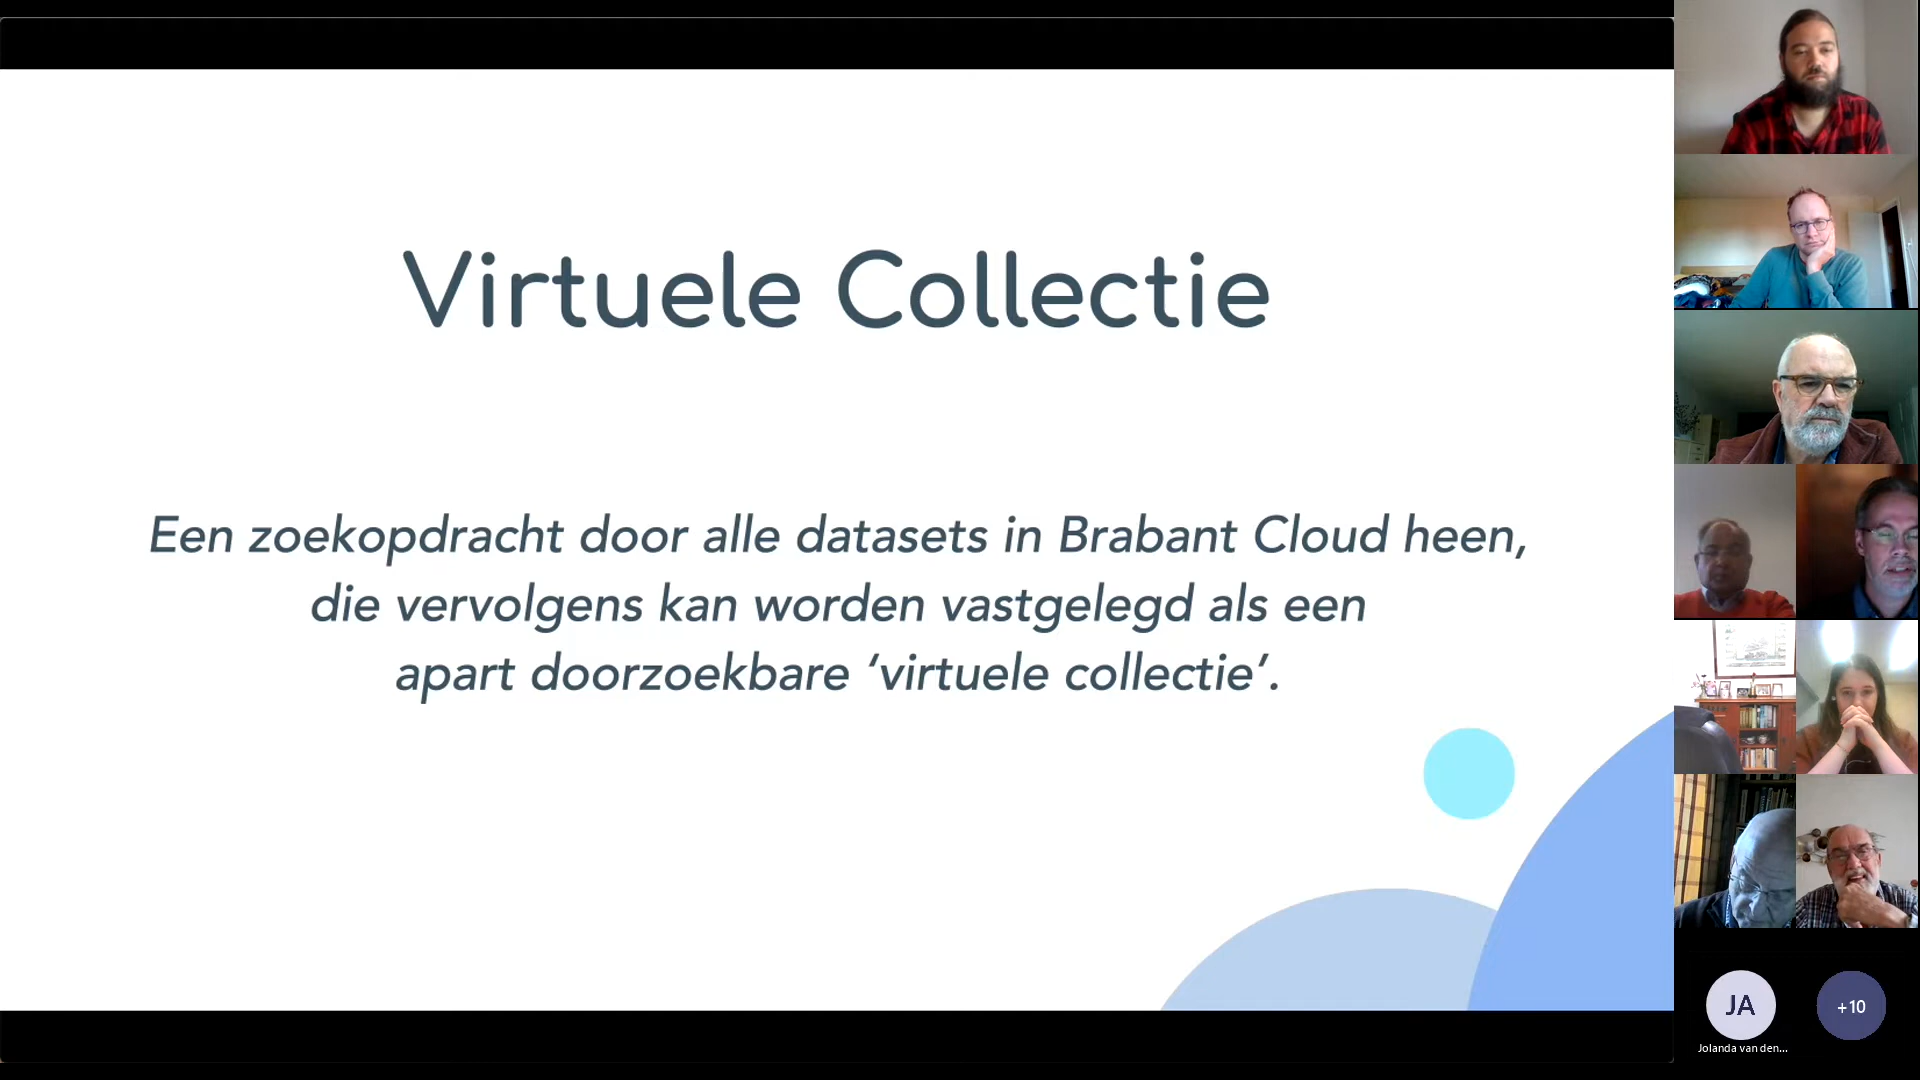 Virtuele Collectie
Een zoekopdracht door alle datasets in Brabant Cloud heen,
die vervolgens kan worden vastgelegd als een
apart doorzoekbare ‘virtuele collectie’.
JA
+10
Jolanda van den...